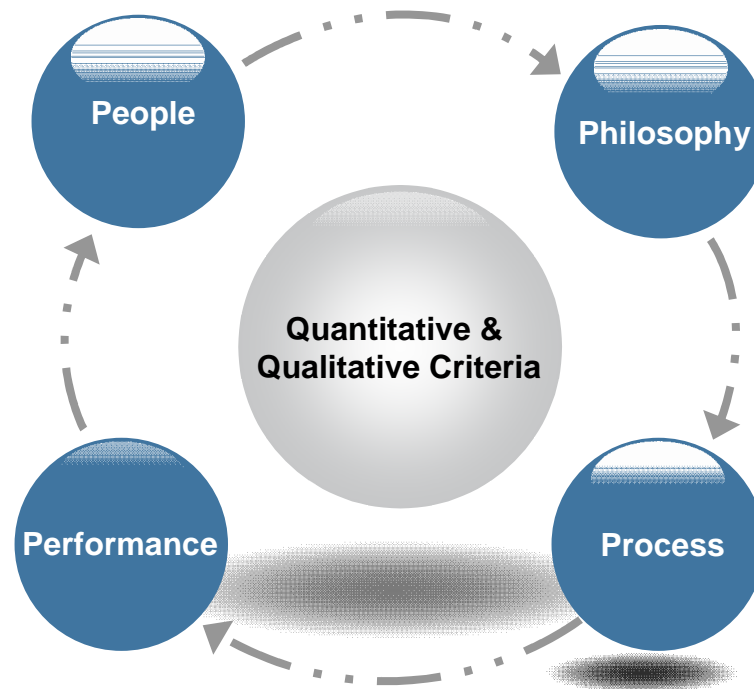 People
Philosophy
Quantitative &
Qualitative Criteria
Performance
Process